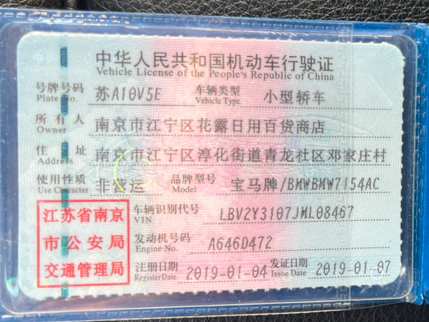 中华人民共和国机动车行驶证
Vehicle License of the People's Republic of China
号牌号码 Plate No. 苏A10V5E 车辆类型 Vehicle Type 小型轿车
所有人 Owner 南京市江宁区花露日用百货商店
住址 Address 南京市江宁区淳化街道青龙社区邓家庄村
使用性质 Use Character 非营运 品牌型号 Model 宝马牌/BMWBMW7154AC
江苏省南京市公安局交通管理局
车辆识别代号 VIN LBV2Y3107JML08467
发动机号码 Engine No. A646D472
注册日期 Register Date 2019-01-04 发证日期 Issue Date 2019-01-07